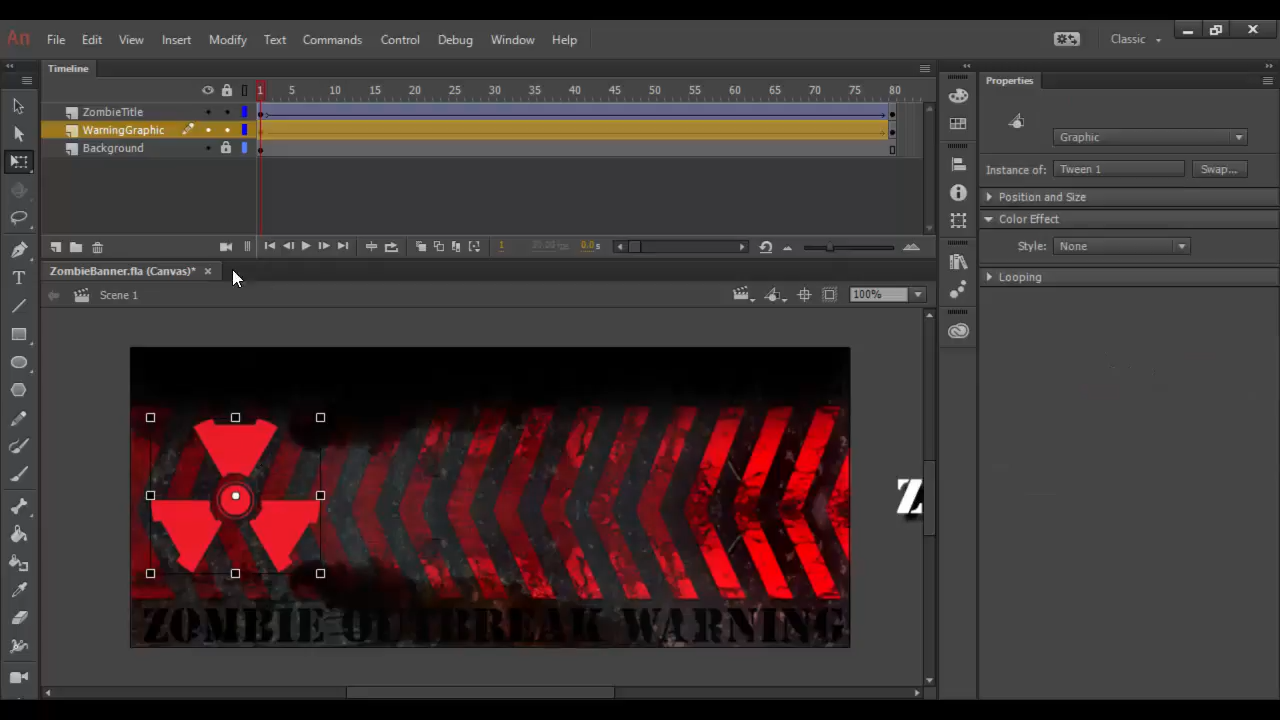 An File Edit View Insert Modify Text Commands Control Debug Window Help Classic
Timeline
Properties
1 5 10 15 20 25 30 35 40 45 50 55 60 65 70 75 80
ZombieTitle
WarningGraphic
Background
Graphic
Instance of: Tween 1 Swap...
Position and Size
Color Effect
Style: None
Looping
1 0.0 s
ZombieBanner.fla (Canvas)* ×
Scene 1
100%
Z
ZOMBIE OUTBREAK WARNING